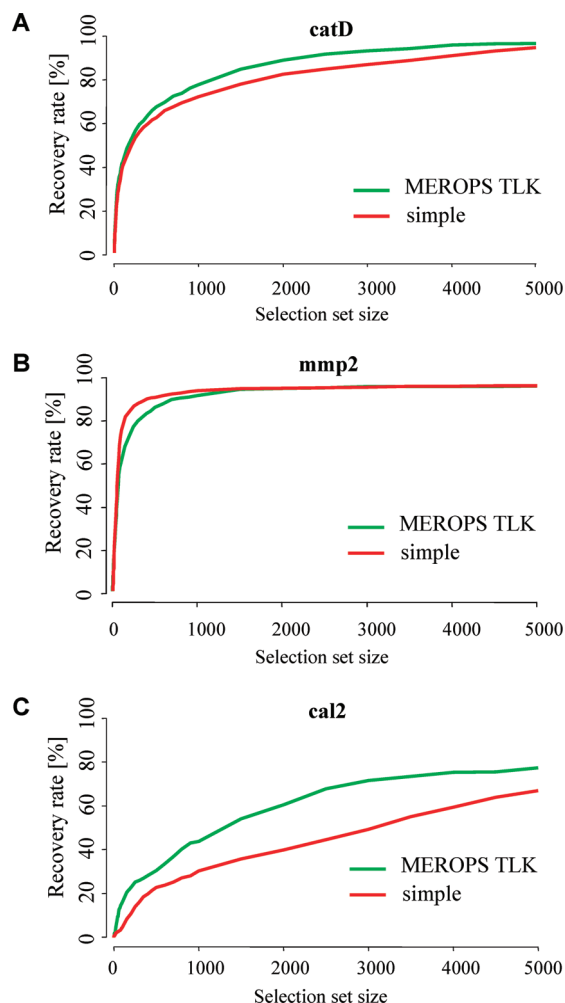 A
catD
Recovery rate [%]
100
80
60
40
20
0
MEROPS TLK
simple
0 1000 2000 3000 4000 5000
Selection set size
B
mmp2
Recovery rate [%]
100
80
60
40
20
0
MEROPS TLK
simple
0 1000 2000 3000 4000 5000
Selection set size
C
cal2
Recovery rate [%]
100
80
60
40
20
0
MEROPS TLK
simple
0 1000 2000 3000 4000 5000
Selection set size